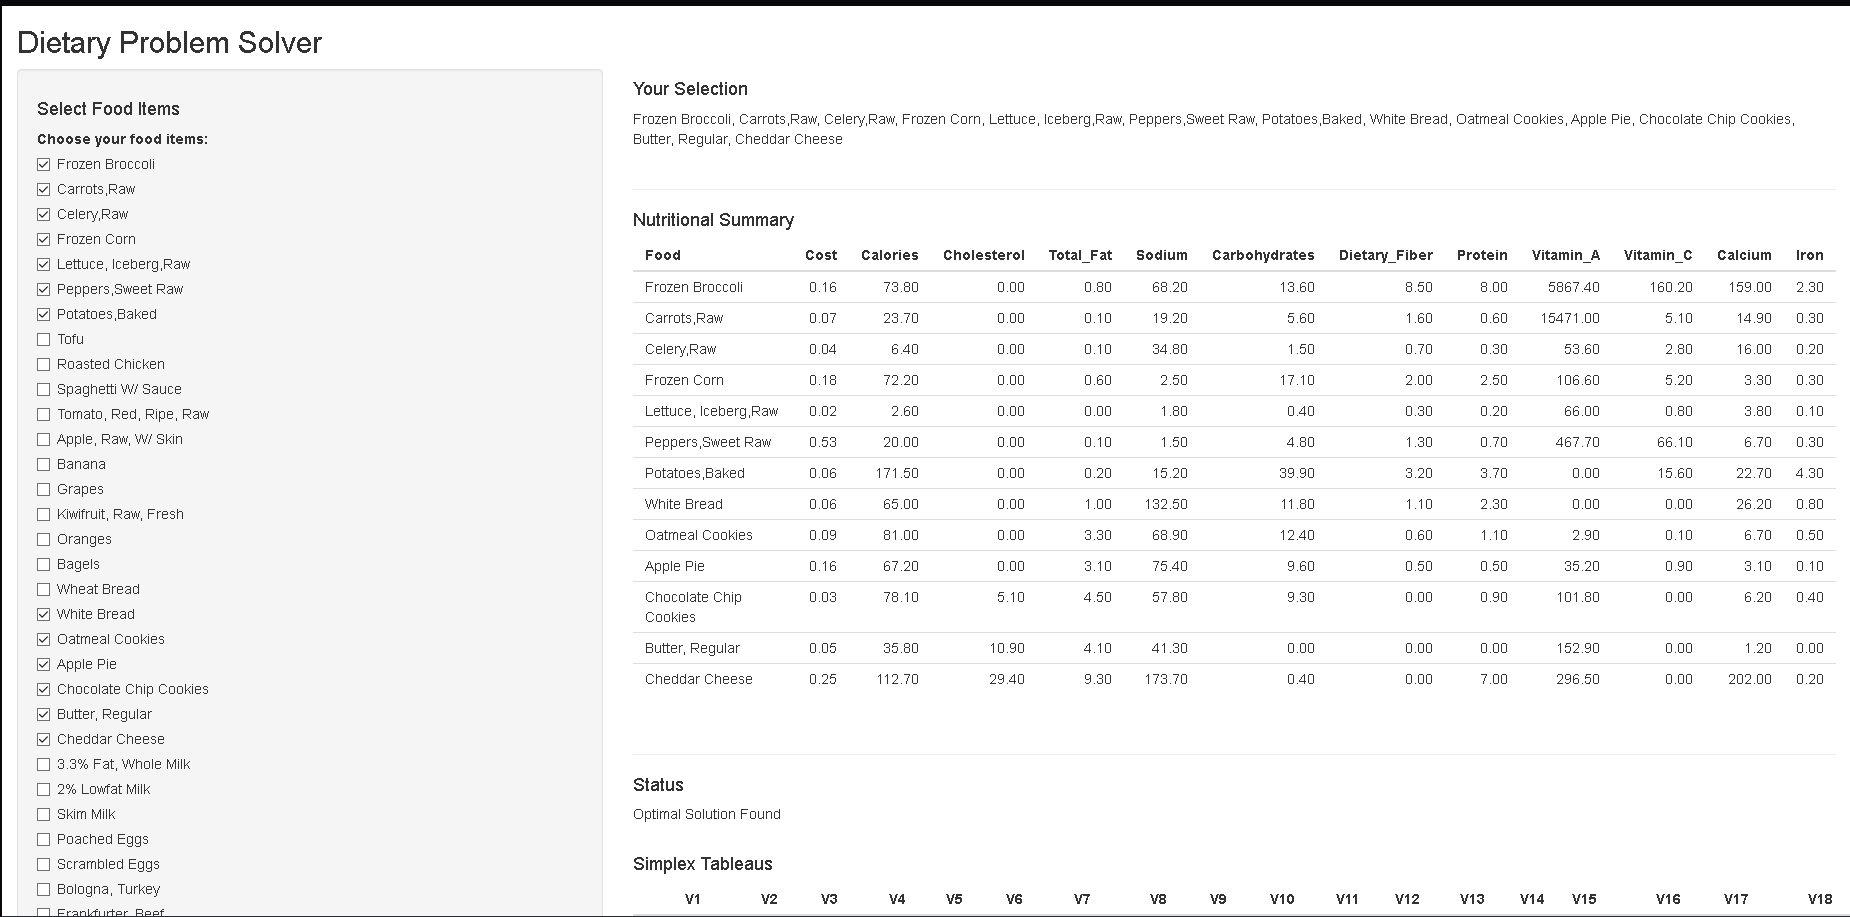 Dietary Problem Solver
Select Food Items
Choose your food items:
Frozen Broccoli
Carrots,Raw
Celery,Raw
Frozen Corn
Lettuce, Iceberg,Raw
Peppers,Sweet Raw
Potatoes,Baked
Tofu
Roasted Chicken
Spaghetti W/ Sauce
Tomato, Red, Ripe, Raw
Apple, Raw, W/ Skin
Banana
Grapes
Kiwifruit, Raw, Fresh
Oranges
Bagels
Wheat Bread
White Bread
Oatmeal Cookies
Apple Pie
Chocolate Chip Cookies
Butter, Regular
Cheddar Cheese
3.3% Fat, Whole Milk
2% Lowfat Milk
Skim Milk
Poached Eggs
Scrambled Eggs
Bologna, Turkey
Frankfurter, Beef
Your Selection
Frozen Broccoli, Carrots,Raw, Celery,Raw, Frozen Corn, Lettuce, Iceberg,Raw, Peppers,Sweet Raw, Potatoes,Baked, White Bread, Oatmeal Cookies, Apple Pie, Chocolate Chip Cookies,
Butter, Regular, Cheddar Cheese
Nutritional Summary
Food Cost Calories Cholesterol Total_Fat Sodium Carbohydrates Dietary_Fiber Protein Vitamin_A Vitamin_C Calcium Iron
Frozen Broccoli 0.16 73.80 0.00 0.80 68.20 13.60 8.50 8.00 5867.40 160.20 159.00 2.30
Carrots,Raw 0.07 23.70 0.00 0.10 19.20 5.60 1.60 0.60 15471.00 5.10 14.90 0.30
Celery,Raw 0.04 6.40 0.00 0.10 34.80 1.50 0.70 0.30 53.60 2.80 16.00 0.20
Frozen Corn 0.18 72.20 0.00 0.60 2.50 17.10 2.00 2.50 106.60 5.20 3.30 0.30
Lettuce, Iceberg,Raw 0.02 2.60 0.00 0.00 1.80 0.40 0.30 0.20 66.00 0.80 3.80 0.10
Peppers,Sweet Raw 0.53 20.00 0.00 0.10 1.50 4.80 1.30 0.70 467.70 66.10 6.70 0.30
Potatoes,Baked 0.06 171.50 0.00 0.20 15.20 39.90 3.20 3.70 0.00 15.60 22.70 4.30
White Bread 0.06 65.00 0.00 1.00 132.50 11.80 1.10 2.30 0.00 0.00 26.20 0.80
Oatmeal Cookies 0.09 81.00 0.00 3.30 68.90 12.40 0.60 1.10 2.90 0.10 6.70 0.50
Apple Pie 0.16 67.20 0.00 3.10 75.40 9.60 0.50 0.50 35.20 0.90 3.10 0.10
Chocolate Chip 0.03 78.10 5.10 4.50 57.80 9.30 0.00 0.90 101.80 0.00 6.20 0.40
Cookies
Butter, Regular 0.05 35.80 10.90 4.10 41.30 0.00 0.00 0.00 152.90 0.00 1.20 0.00
Cheddar Cheese 0.25 112.70 29.40 9.30 173.70 0.40 0.00 7.00 296.50 0.00 202.00 0.20
Status
Optimal Solution Found
Simplex Tableaus
V1 V2 V3 V4 V5 V6 V7 V8 V9 V10 V11 V12 V13 V14 V15 V16 V17 V18